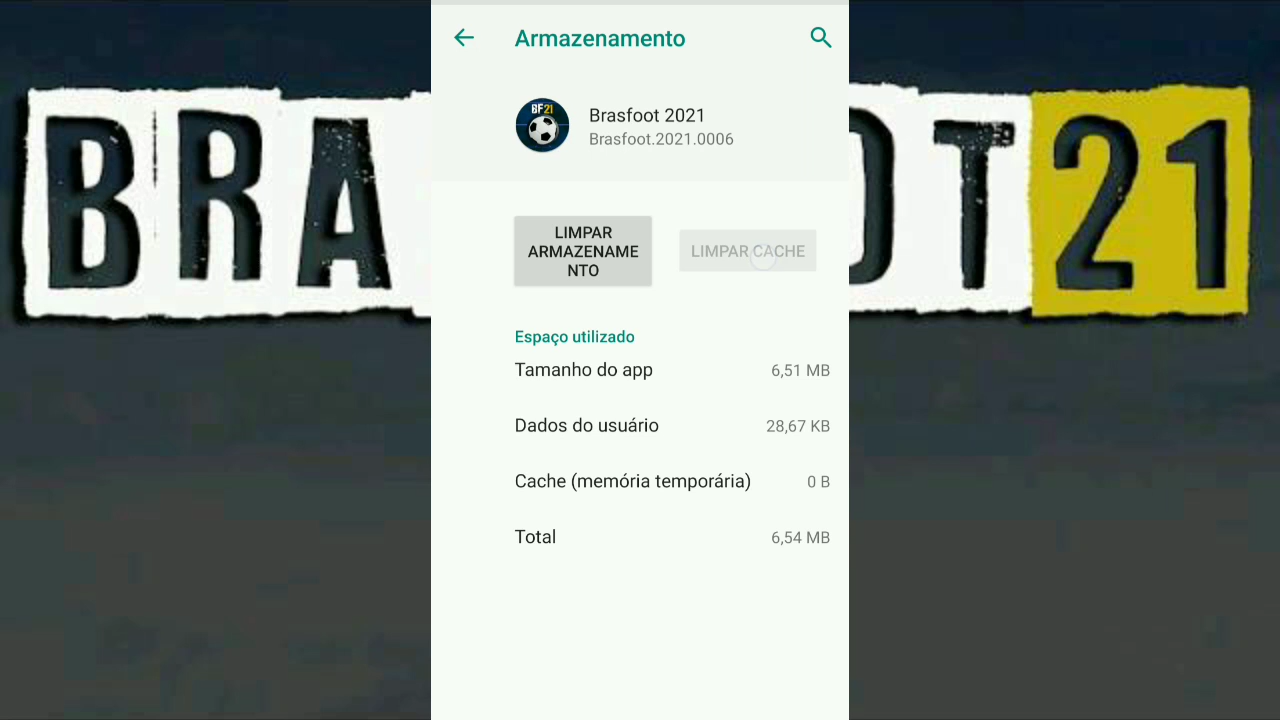 BRA
OT21
Armazenamento
BF21
Brasfoot 2021
Brasfoot.2021.0006
LIMPAR
ARMAZENAME
NTO
LIMPAR CACHE
Espaço utilizado
Tamanho do app 6,51 MB
Dados do usuário 28,67 KB
Cache (memória temporária) 0 B
Total 6,54 MB